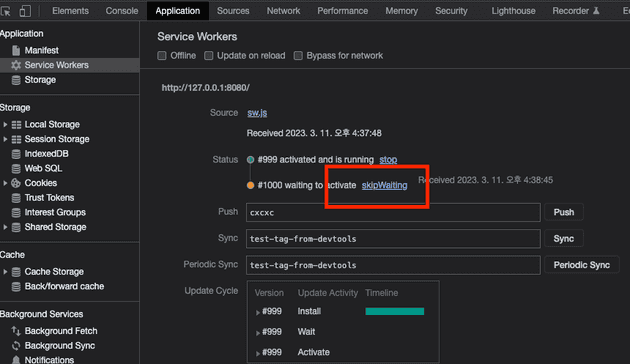 Elements Console Application Sources Network Performance Memory Security Lighthouse Recorder
Application
Manifest
Service Workers
Storage
Storage
Local Storage
Session Storage
IndexedDB
Web SQL
Cookies
Trust Tokens
Interest Groups
Shared Storage
Cache
Cache Storage
Back/forward cache
Background Services
Background Fetch
Background Sync
Notifications
Service Workers
Offline Update on reload Bypass for network
http://127.0.0.1:8080/
Source sw.js
Received 2023. 3. 11. 오후 4:37:48
Status #999 activated and is running stop
#1000 waiting to activate skipWaiting Received 2023. 3. 11. 오후 4:38:45
Push cxcxc Push
Sync test-tag-from-devtools Sync
Periodic Sync test-tag-from-devtools Periodic Sync
Update Cycle Version Update Activity Timeline
#999 Install
#999 Wait
#999 Activate